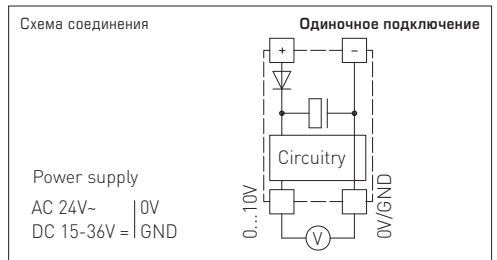 Схема соединения
Одиночное подключение
+ –
Circuitry
Power supply
AC 24V~ 0V
DC 15-36V = GND
0...10V
0V/GND
V